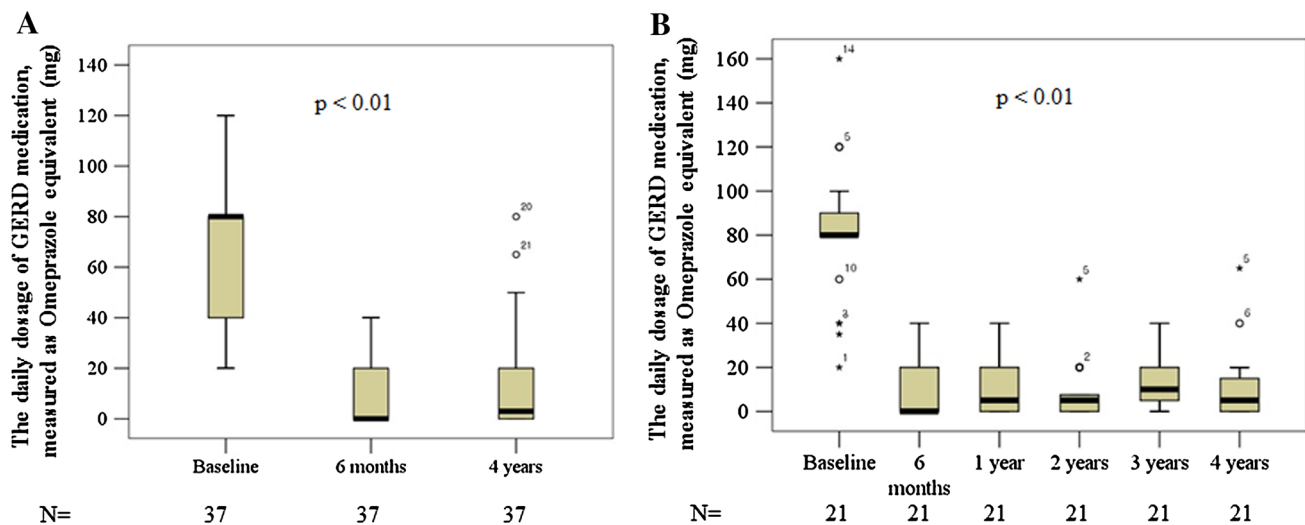 A
The daily dosage of GERD medication,
measured as Omeprazole equivalent (mg)
140
120
100
80
60
40
20
0
p < 0.01
20
21
Baseline
6 months
4 years
N=
37
37
37
B
The daily dosage of GERD medication,
measured as Omeprazole equivalent (mg)
160
140
120
100
80
60
40
20
0
p < 0.01
14
5
10
3
1
5
2
5
6
Baseline
6
months
1 year
2 years
3 years
4 years
N=
21
21
21
21
21
21